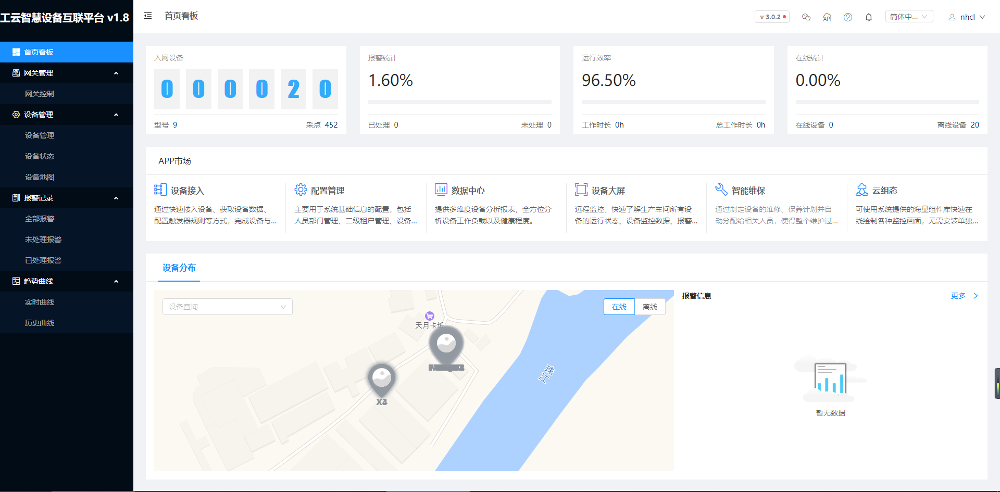 工云智慧设备互联平台 v1.8
首页看板
v 3.0.2
API
简体中...
nhcl
首页看板
网关管理
网关控制
设备管理
设备管理
设备状态
设备地图
报警记录
全部报警
未处理报警
已处理报警
趋势曲线
实时曲线
历史曲线
入网设备
0 0 0 0 2 0
型号 9
采点 452
报警统计
1.60%
已处理 0
未处理 0
运行效率
96.50%
工作时长 0h
总工作时长 0h
在线统计
0.00%
在线设备 0
离线设备 20
APP市场
设备接入
通过快速接入设备、获取设备数据、
配置触发器规则等方式，完成设备与...
配置管理
主要用于系统基础信息的配置，包括
人员部门管理、二级租户管理、设备...
数据中心
提供多维度设备分析报表，全方位分
析设备工作负载以及健康程度。
设备大屏
远程监控、快速了解生产车间所有设
备的运行状态、设备监控数据、报警...
智能维保
通过制定设备的维修、保养计划并自
动分配给相关人员，使得整个维护过...
云组态
可使用系统提供的海量组件库快速在
线绘制各种监控画面，无需安装单独...
设备分布
设备查询
在线
离线
天月卡纸
珠江
报警信息
更多
暂无数据